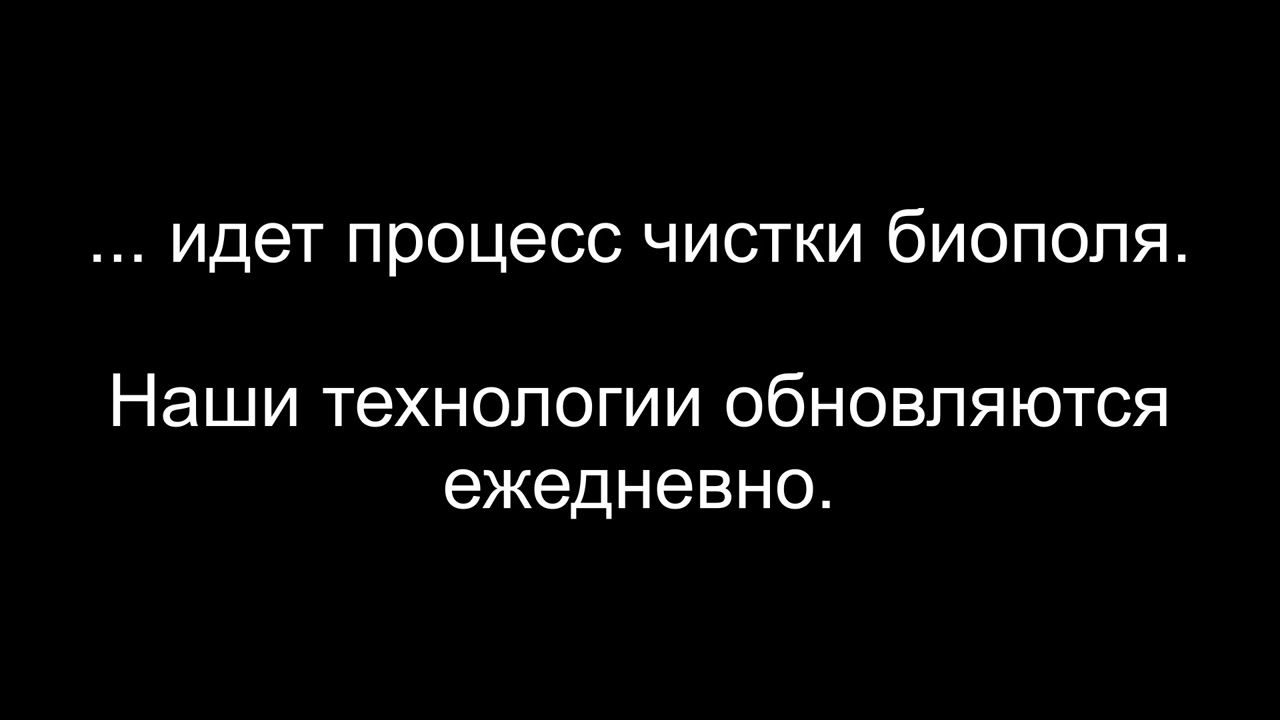 ... идет процесс чистки биополя.
Наши технологии обновляются
ежедневно.